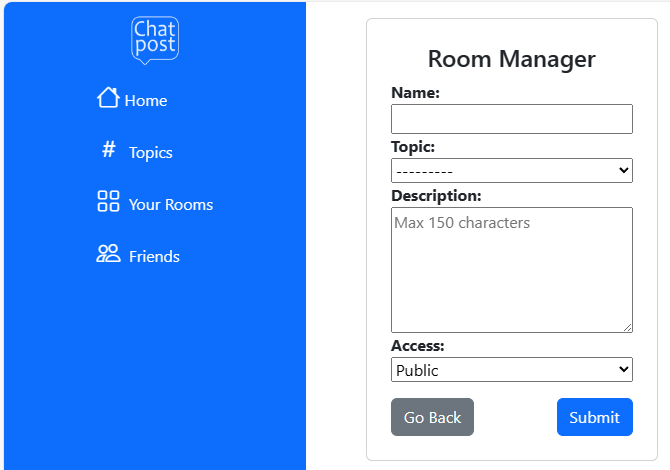 Chat
post
Home
# Topics
Your Rooms
Friends
Room Manager
Name:
Topic:
---------
Description:
Max 150 characters
Access:
Public
Go Back
Submit